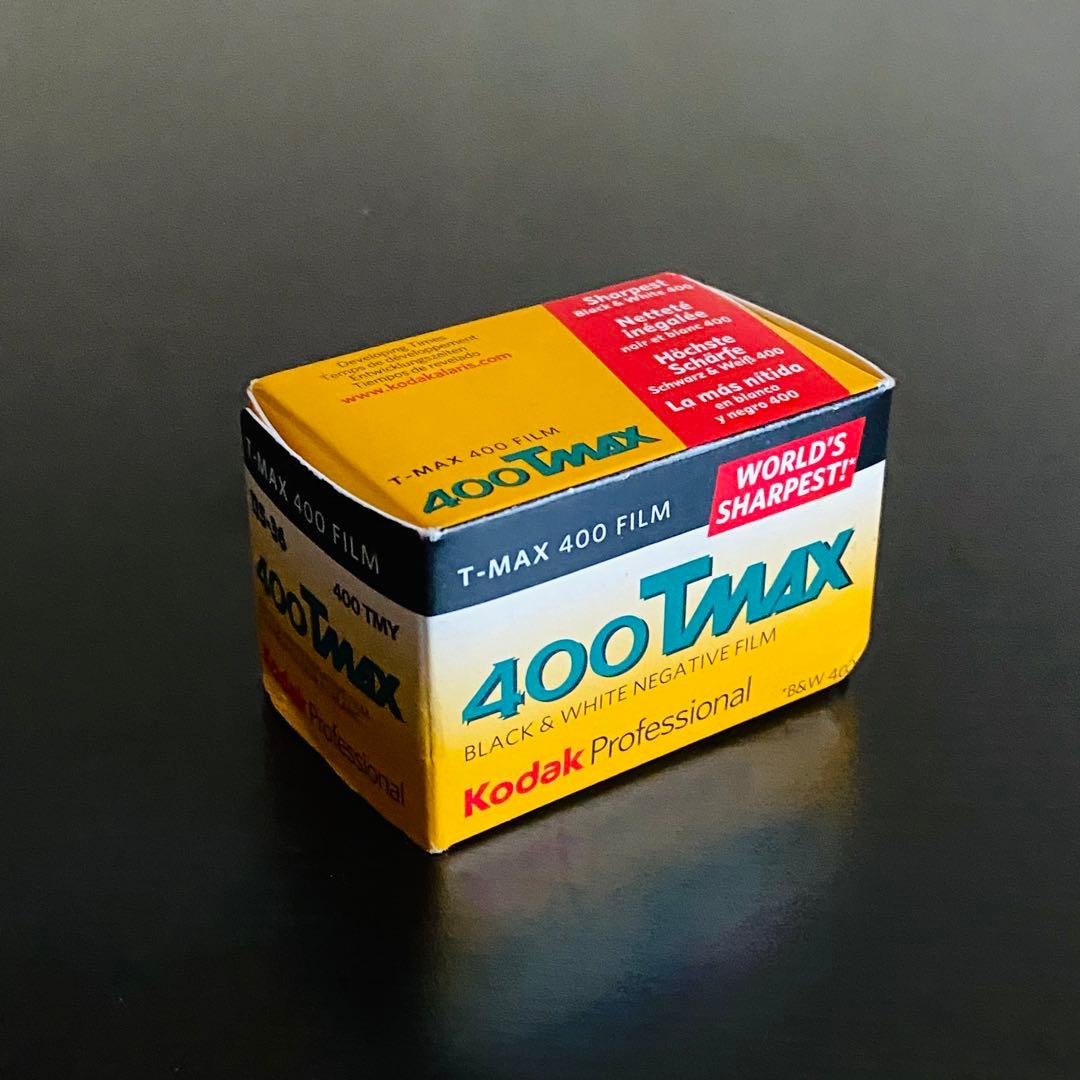 Developing Times
Temps de développement
Entwicklungszeiten
Tiempos de revelado
www.kodakalaris.com
T-MAX 400 FILM
400TMAX
Sharpest
Black & White 400
Netteté
inégalée
noir et blanc 400
Höchste
Schärfe
Schwarz & Weiß 400
La más nítida
en blanco
y negro 400
T-MAX 400 FILM
WORLD'S
SHARPEST!*
400TMAX
BLACK & WHITE NEGATIVE FILM
Kodak Professional
*B&W 400
T-MAX 400 FILM
400 TMY
400TMAX
Kodak Professional